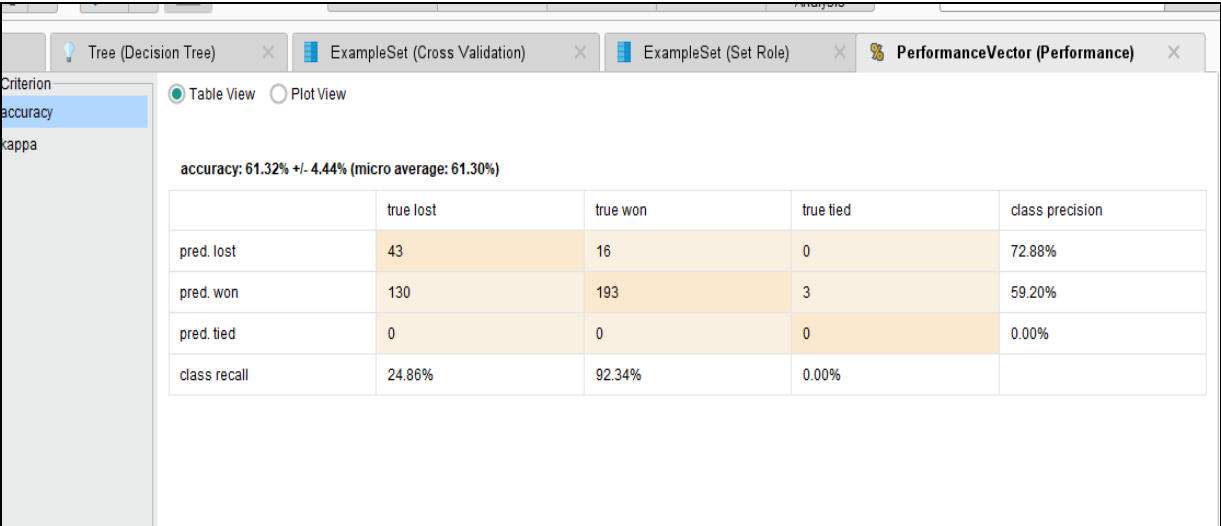 Tree (Decision Tree) ExampleSet (Cross Validation) ExampleSet (Set Role) % PerformanceVector (Performance)
Criterion
Table View Plot View
accuracy
kappa
accuracy: 61.32% +/- 4.44% (micro average: 61.30%)
true lost true won true tied class precision
pred. lost 43 16 0 72.88%
pred. won 130 193 3 59.20%
pred. tied 0 0 0 0.00%
class recall 24.86% 92.34% 0.00%